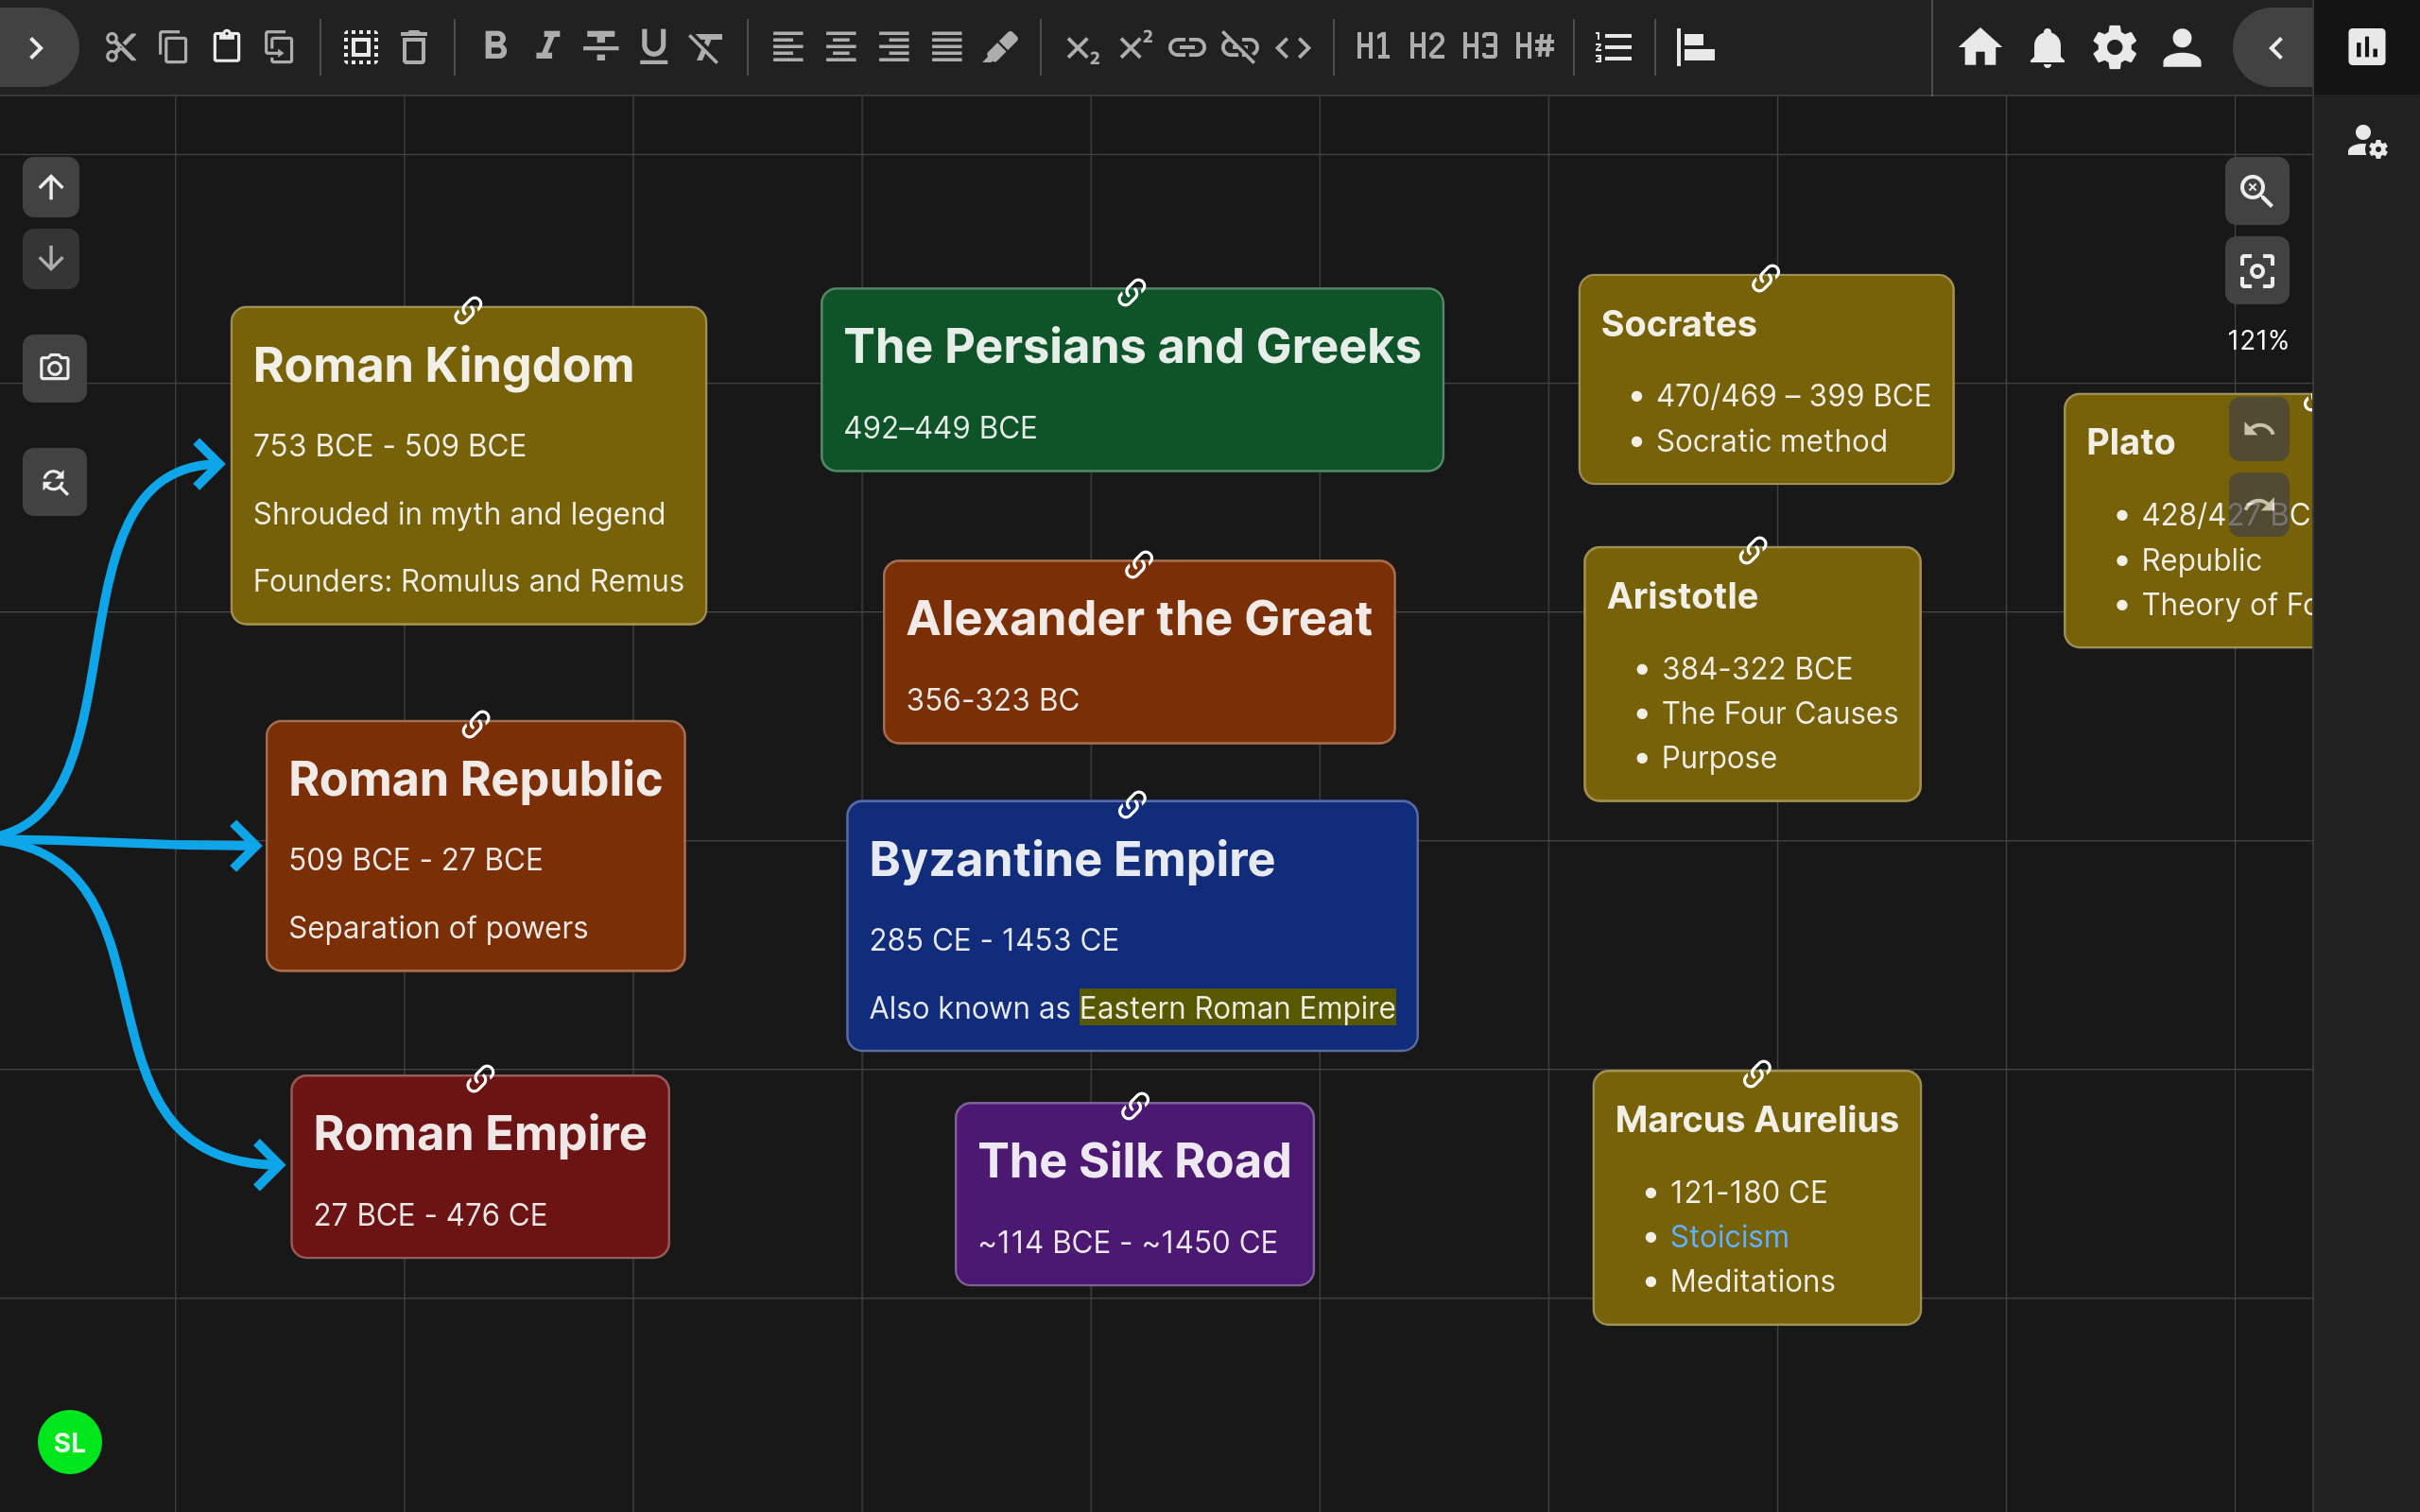 B I U H1 H2 H3 H#
121%
Roman Kingdom
753 BCE - 509 BCE
Shrouded in myth and legend
Founders: Romulus and Remus
Roman Republic
509 BCE - 27 BCE
Separation of powers
Roman Empire
27 BCE - 476 CE
The Persians and Greeks
492–449 BCE
Alexander the Great
356-323 BC
Byzantine Empire
285 CE - 1453 CE
Also known as Eastern Roman Empire
The Silk Road
~114 BCE - ~1450 CE
Socrates
• 470/469 – 399 BCE
• Socratic method
Aristotle
• 384-322 BCE
• The Four Causes
• Purpose
Marcus Aurelius
• 121-180 CE
• Stoicism
• Meditations
Plato
• 428/427 BC
• Republic
• Theory of
SL